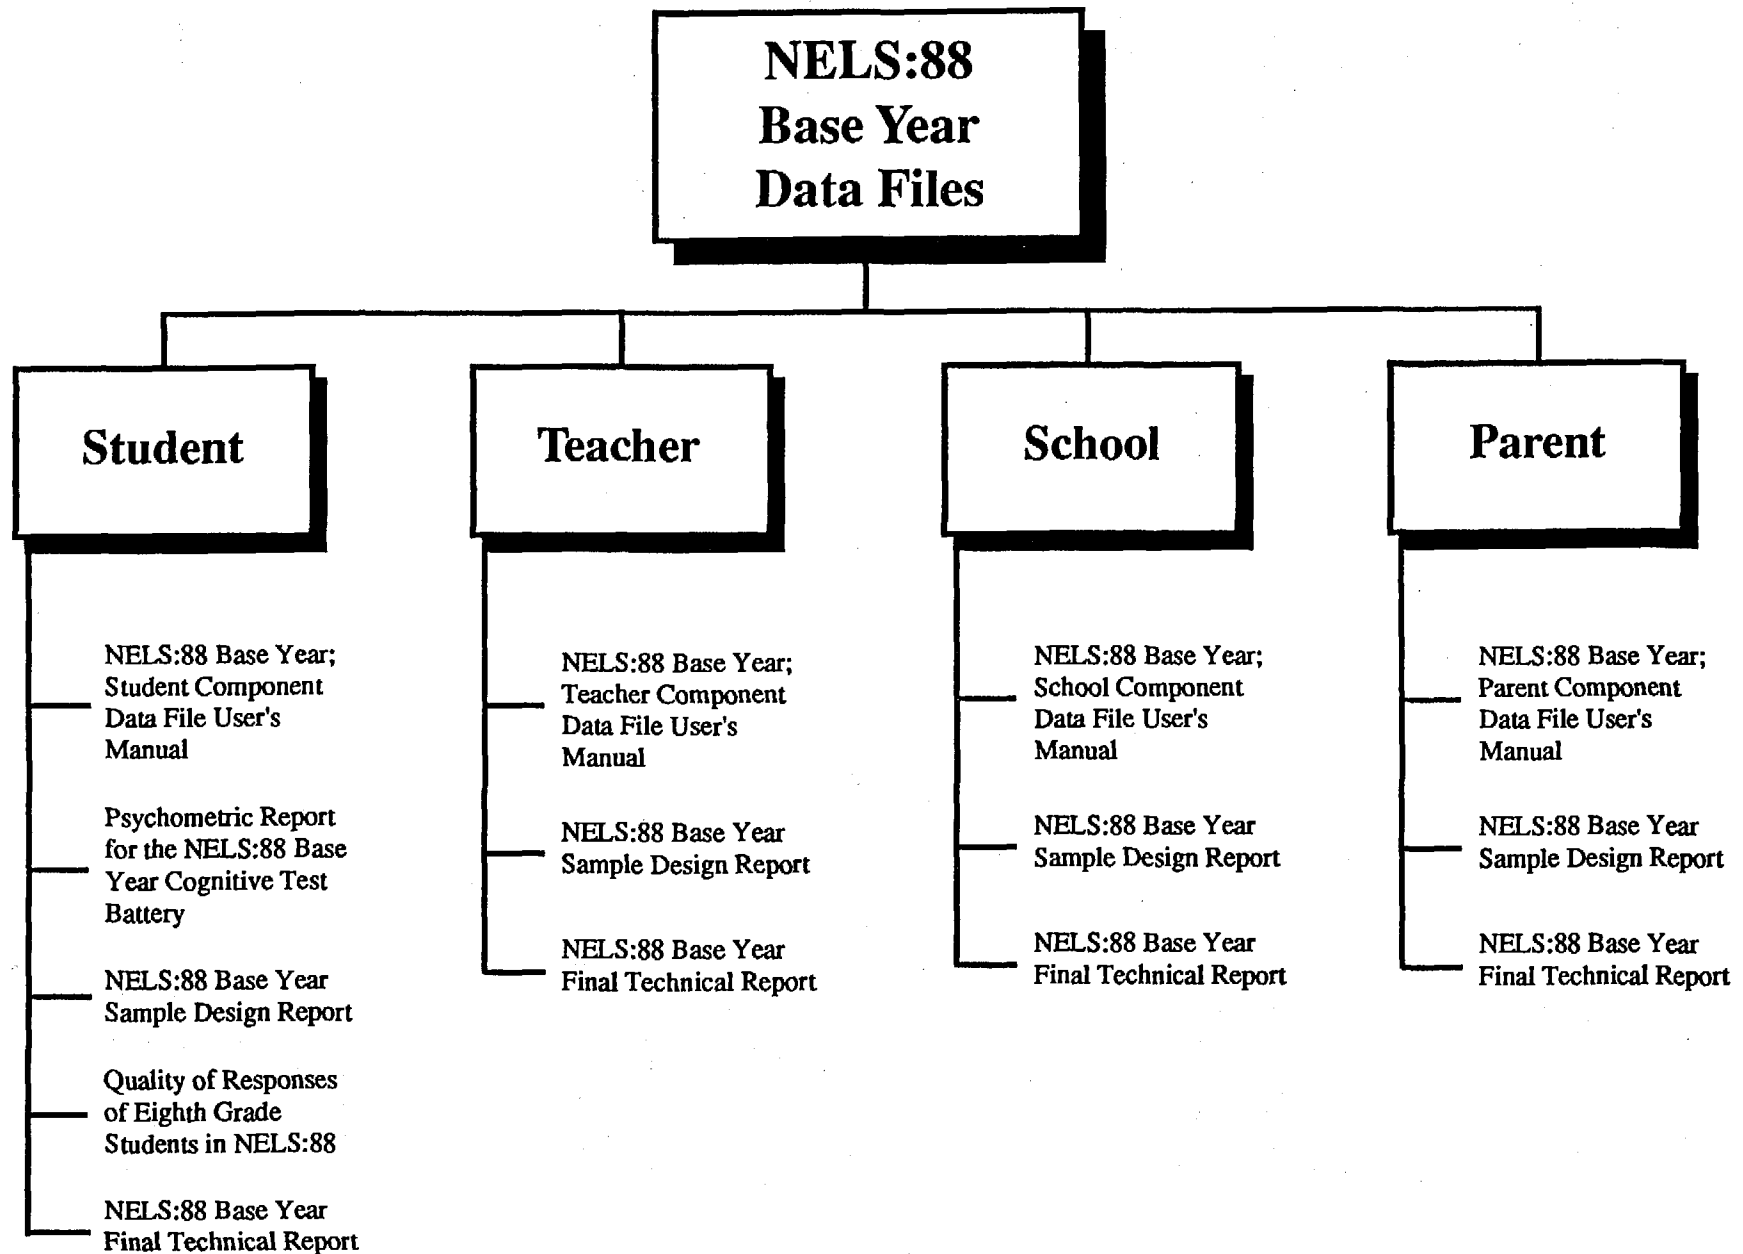 NELS:88
Base Year
Data Files
Student
Teacher
School
Parent
NELS:88 Base Year;
Student Component
Data File User's
Manual
Psychometric Report
for the NELS:88 Base
Year Cognitive Test
Battery
NELS:88 Base Year
Sample Design Report
Quality of Responses
of Eighth Grade
Students in NELS:88
NELS:88 Base Year
Final Technical Report
NELS:88 Base Year;
Teacher Component
Data File User's
Manual
NELS:88 Base Year
Sample Design Report
NELS:88 Base Year
Final Technical Report
NELS:88 Base Year;
School Component
Data File User's
Manual
NELS:88 Base Year
Sample Design Report
NELS:88 Base Year
Final Technical Report
NELS:88 Base Year;
Parent Component
Data File User's
Manual
NELS:88 Base Year
Sample Design Report
NELS:88 Base Year
Final Technical Report